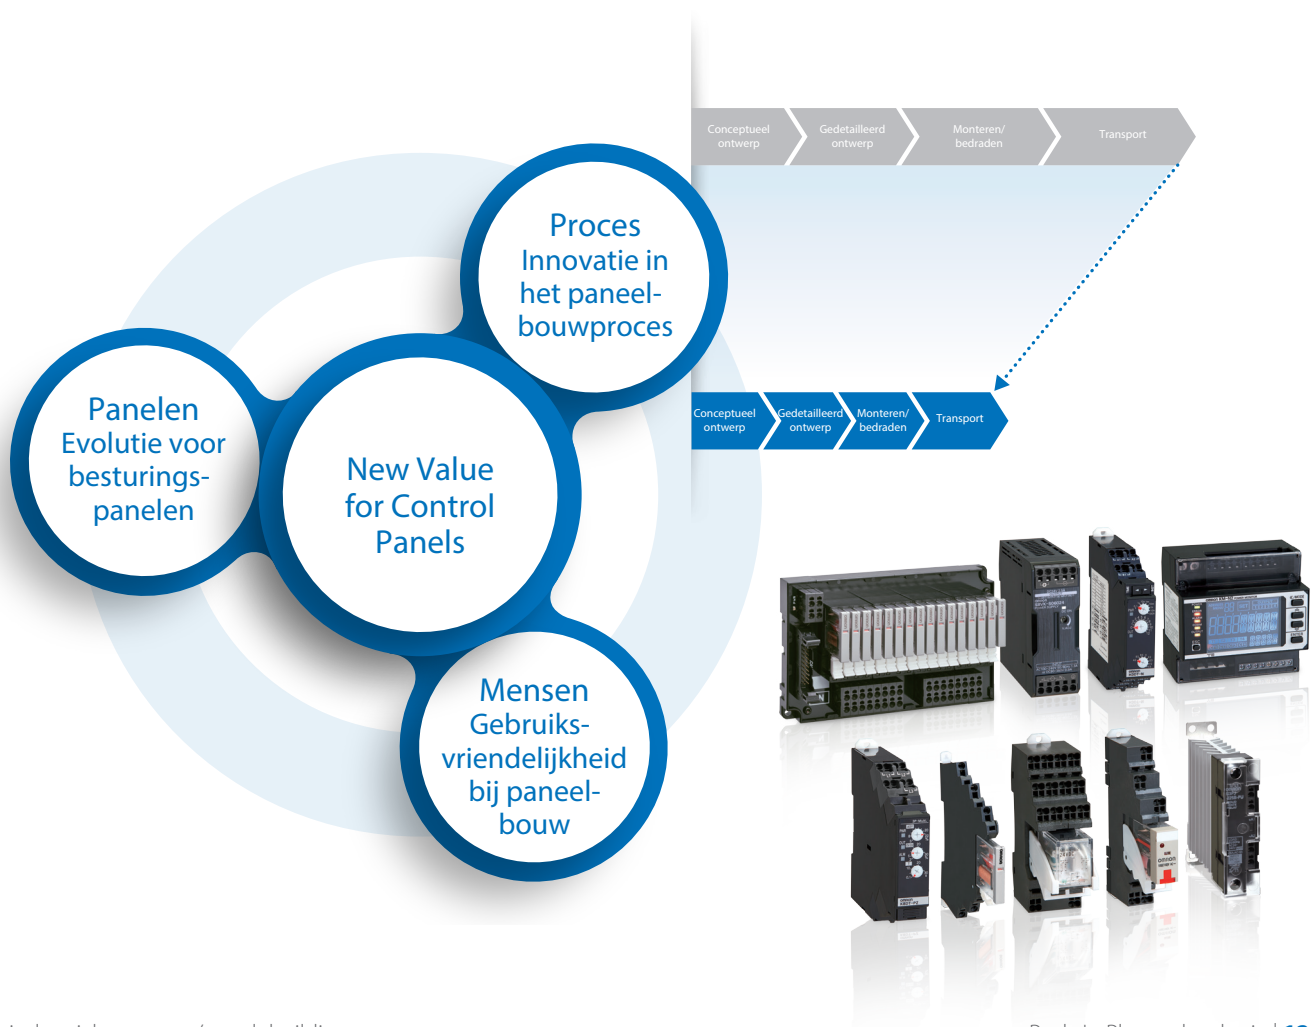 Conceptueel
ontwerp
Gedetailleerd
ontwerp
Monteren/
bedraden
Transport
Proces
Innovatie in
het paneel-
bouwproces
Panelen
Evolutie voor
besturings-
panelen
New Value
for Control
Panels
Conceptueel
ontwerp
Gedetailleerd
ontwerp
Monteren/
bedraden
Transport
Mensen
Gebruiks-
vriendelijkheid
bij paneel-
bouw
omron